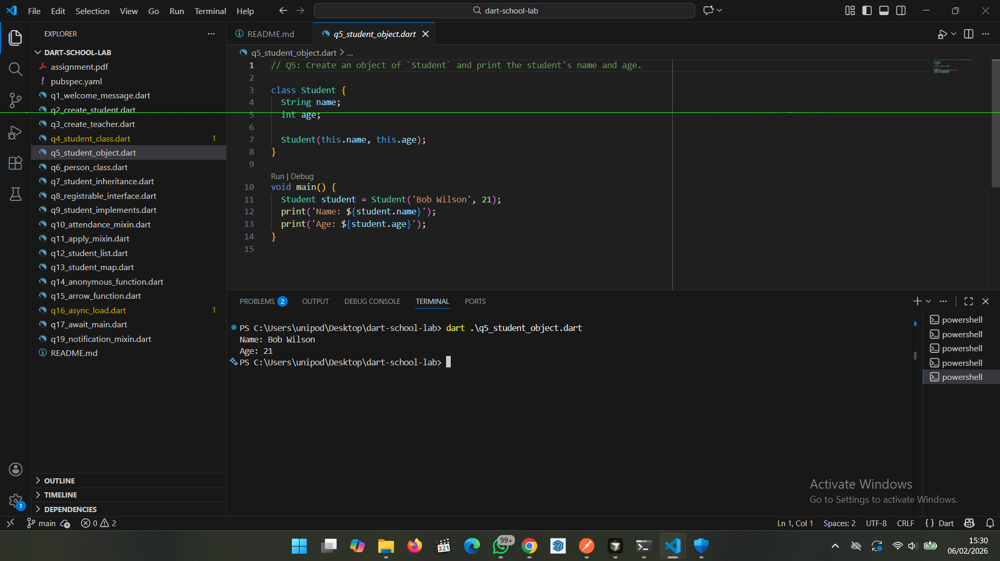 File Edit Selection View Go Run Terminal Help
dart-school-lab
EXPLORER
DART-SCHOOL-LAB
assignment.pdf
pubspec.yaml
q1_welcome_message.dart
q2_create_student.dart
q3_create_teacher.dart
q4_student_class.dart 1
q5_student_object.dart
q6_person_class.dart
q7_student_inheritance.dart
q8_registrable_interface.dart
q9_student_implements.dart
q10_attendance_mixin.dart
q11_apply_mixin.dart
q12_student_list.dart
q13_student_map.dart
q14_anonymous_function.dart
q15_arrow_function.dart
q16_async_load.dart 1
q17_await_main.dart
q19_notification_mixin.dart
README.md
OUTLINE
TIMELINE
DEPENDENCIES
README.md
q5_student_object.dart
q5_student_object.dart > ...
1 // Q5: Create an object of `Student` and print the student's name and age.
2
3 class Student {
4 String name;
5 int age;
6
7 Student(this.name, this.age);
8 }
9
Run | Debug
10 void main() {
11 Student student = Student('Bob Wilson', 21);
12 print('Name: ${student.name}');
13 print('Age: ${student.age}');
14 }
15
PROBLEMS 2 OUTPUT DEBUG CONSOLE TERMINAL PORTS
PS C:\Users\unipod\Desktop\dart-school-lab> dart .\q5_student_object.dart
Name: Bob Wilson
Age: 21
PS C:\Users\unipod\Desktop\dart-school-lab>
powershell
powershell
powershell
powershell
powershell
Activate Windows
Go to Settings to activate Windows.
1
main 0 2
Ln 1, Col 1 Spaces: 2 UTF-8 CRLF {} Dart
321
99+
15:30
06/02/2026